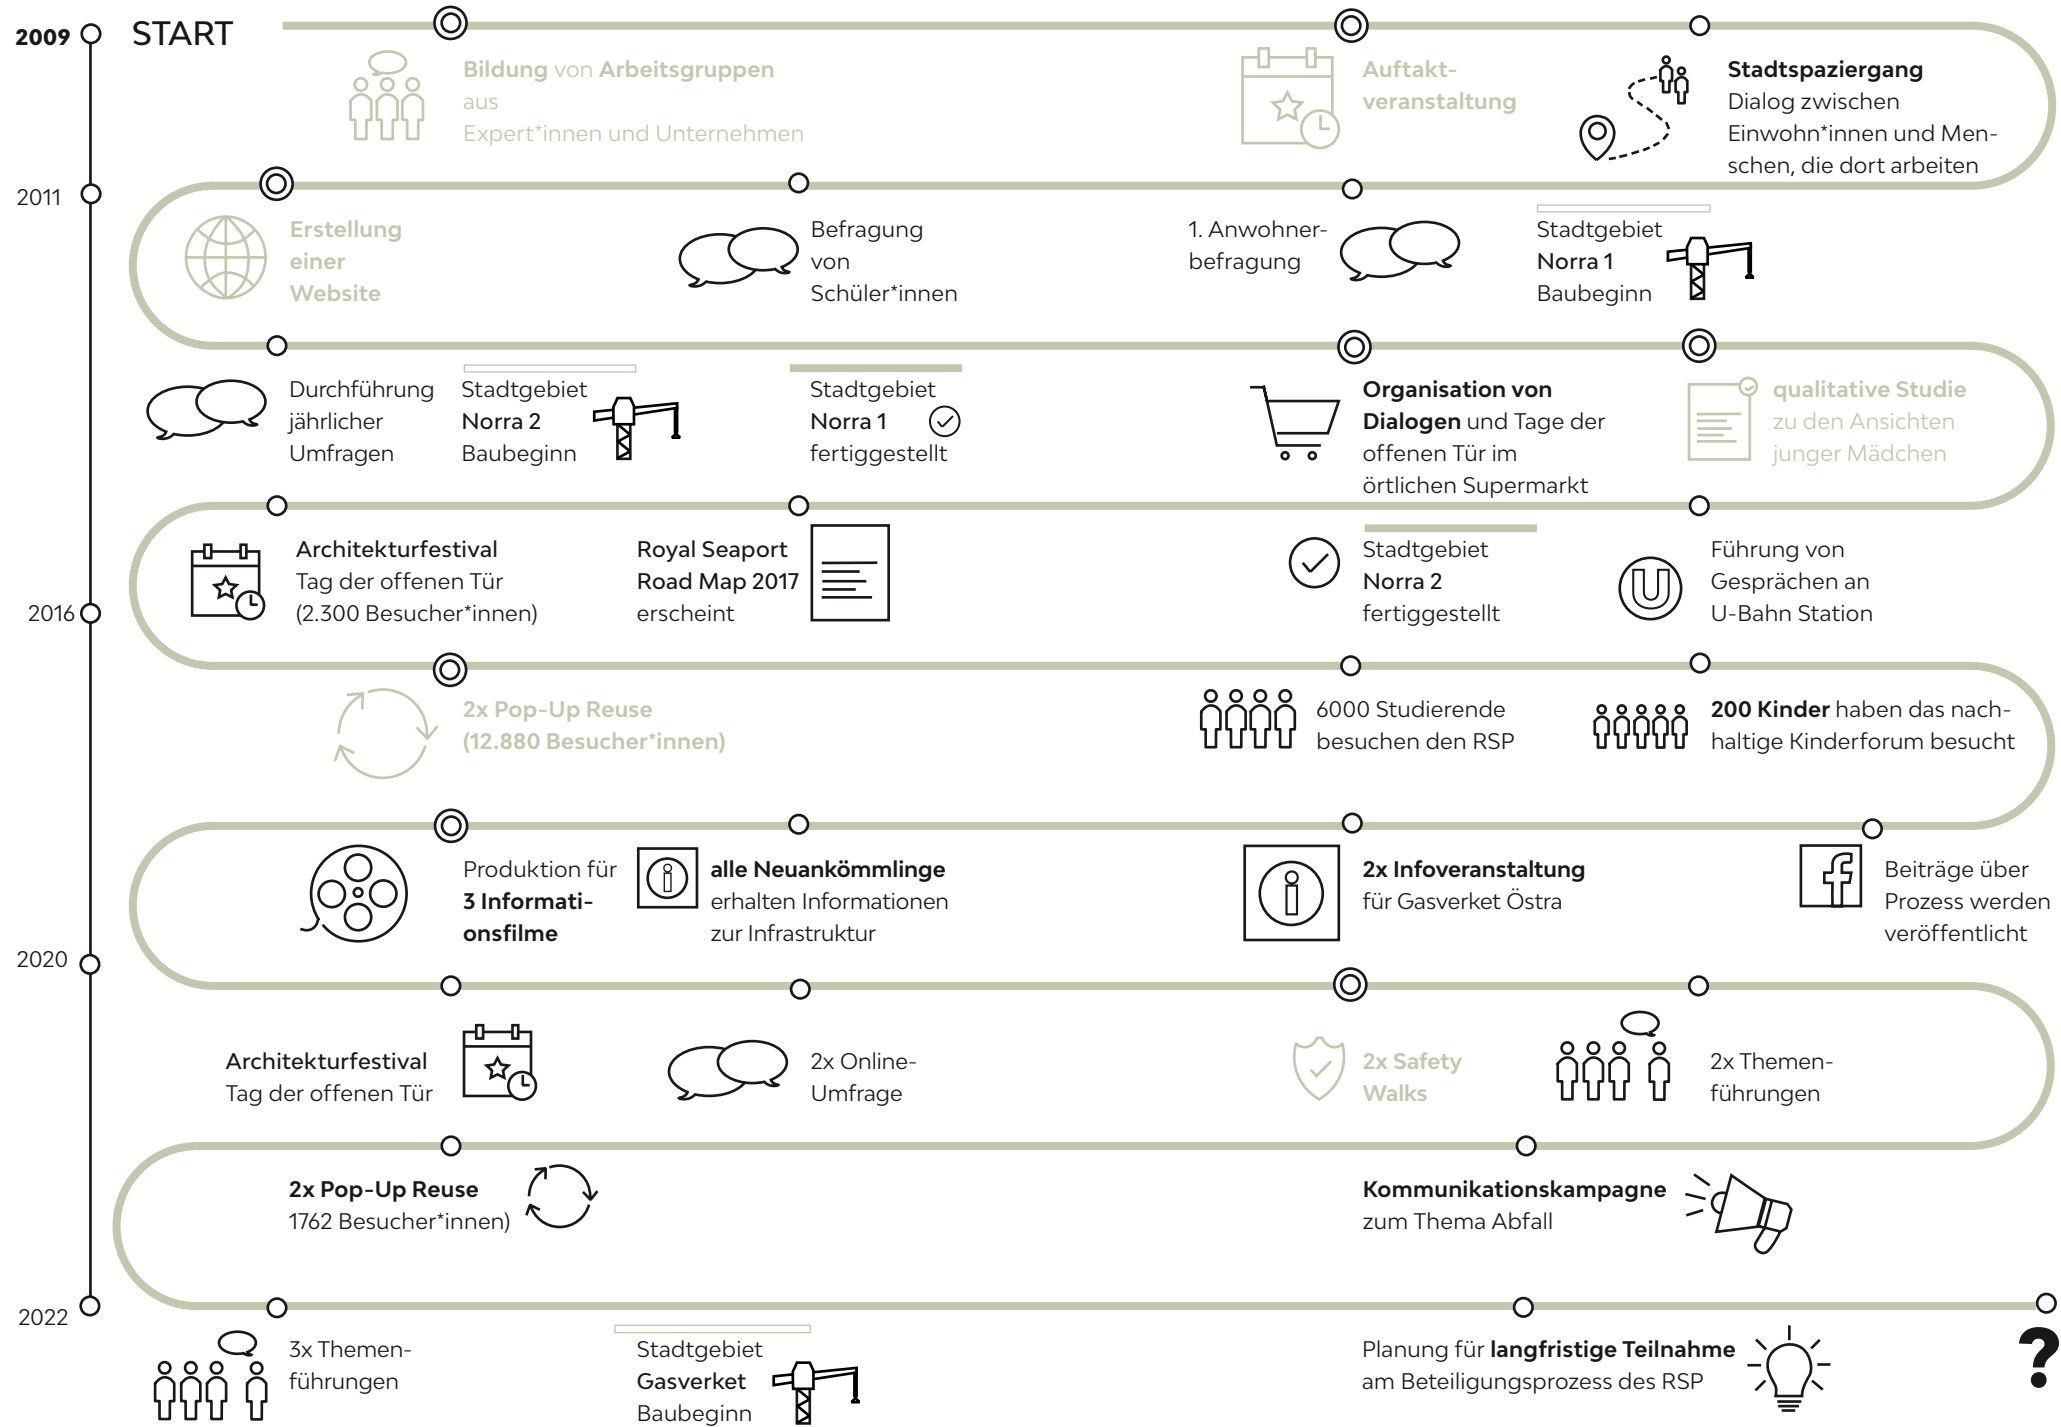 2009
START
Bildung von Arbeitsgruppen
aus
Expert*innen und Unternehmen
Auftakt-
veranstaltung
Stadtspaziergang
Dialog zwischen
Einwohn*innen und Men-
schen, die dort arbeiten
2011
Erstellung
einer
Website
Befragung
von
Schüler*innen
1. Anwohner-
befragung
Stadtgebiet
Norra 1
Baubeginn
Durchführung
jährlicher
Umfragen
Stadtgebiet
Norra 2
Baubeginn
Stadtgebiet
Norra 1
fertiggestellt
Organisation von
Dialogen und Tage der
offenen Tür im
örtlichen Supermarkt
qualitative Studie
zu den Ansichten
junger Mädchen
Architekturfestival
Tag der offenen Tür
(2.300 Besucher*innen)
Royal Seaport
Road Map 2017
erscheint
Stadtgebiet
Norra 2
fertiggestellt
U
Führung von
Gesprächen an
U-Bahn Station
2016
2x Pop-Up Reuse
(12.880 Besucher*innen)
6000 Studierende
besuchen den RSP
200 Kinder haben das nach-
haltige Kinderforum besucht
Produktion für
3 Informati-
onsfilme
i
alle Neuankömmlinge
erhalten Informationen
zur Infrastruktur
i
2x Infoveranstaltung
für Gasverket Östra
f
Beiträge über
Prozess werden
veröffentlicht
2020
Architekturfestival
Tag der offenen Tür
2x Online-
Umfrage
2x Safety
Walks
2x Themen-
führungen
2x Pop-Up Reuse
1762 Besucher*innen)
Kommunikationskampagne
zum Thema Abfall
2022
3x Themen-
führungen
Stadtgebiet
Gasverket
Baubeginn
Planung für langfristige Teilnahme
am Beteiligungsprozess des RSP
?